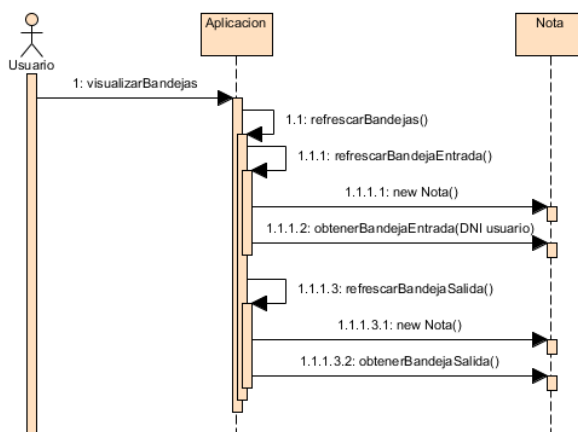 Aplicacion
Nota
Usuario
1: visualizarBandejas
1.1: refrescarBandejas()
1.1.1: refrescarBandejaEntrada()
1.1.1.1: new Nota()
1.1.1.2: obtenerBandejaEntrada(DNI usuario)
1.1.1.3: refrescarBandejaSalida()
1.1.1.3.1: new Nota()
1.1.1.3.2: obtenerBandejaSalida()